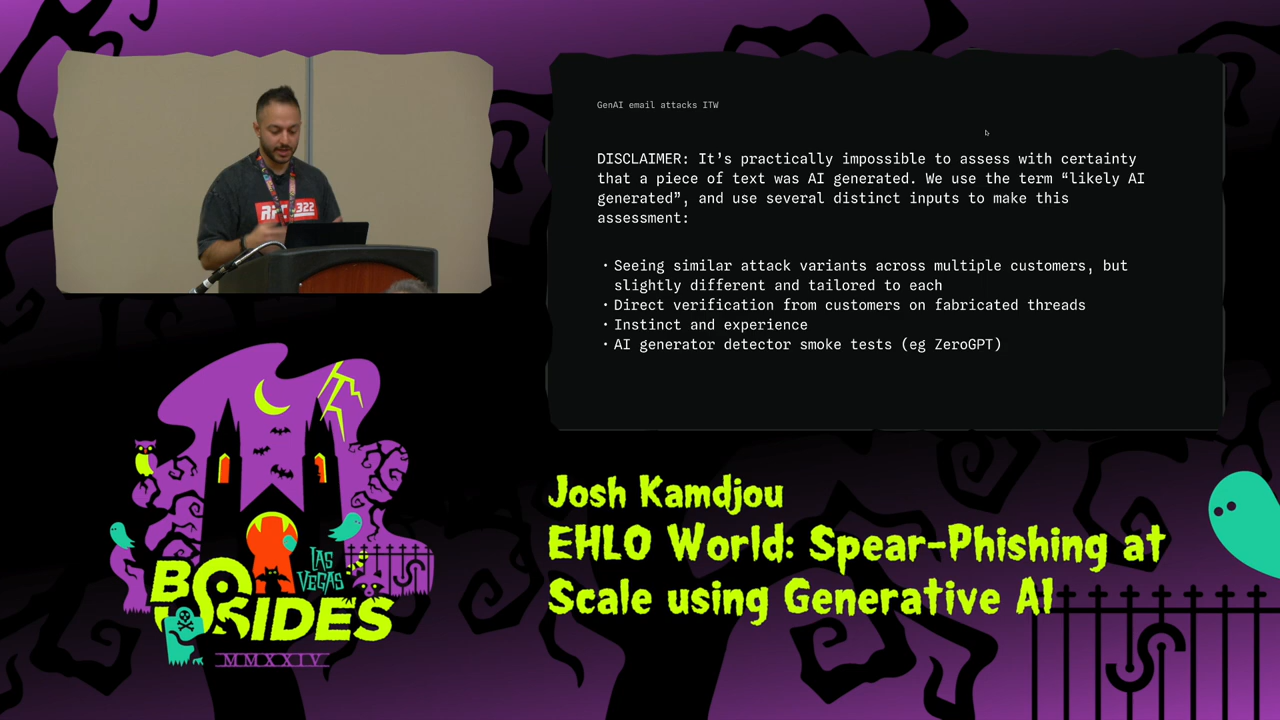 GenAI email attacks ITW
DISCLAIMER: It's practically impossible to assess with certainty
that a piece of text was AI generated. We use the term “likely AI
generated”, and use several distinct inputs to make this
assessment:
· Seeing similar attack variants across multiple customers, but
slightly different and tailored to each
· Direct verification from customers on fabricated threads
· Instinct and experience
· AI generator detector smoke tests (eg ZeroGPT)
Josh Kamdjou
EHLO World: Spear-Phishing at
Scale using Generative AI
LAS
VEGAS
BSIDES
MMXXIV